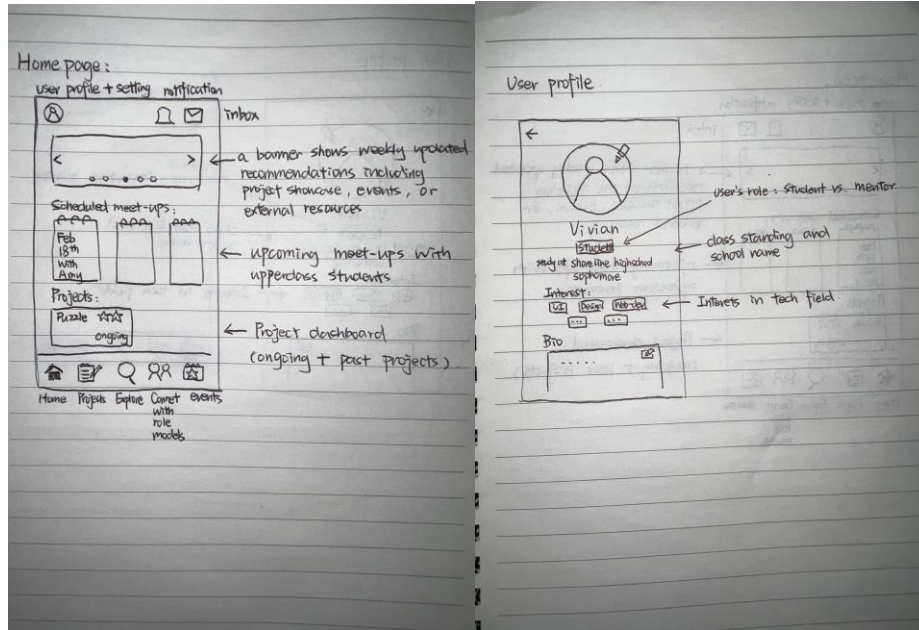 Home page:
user profile + setting notification
inbox
a banner shows weekly updated
recommendations including
project showcase, events, or
external resources
Scheduled meet-ups:
Feb
18th
with
Amy
upcoming meet-ups with
upperclass students
Projects:
Puzzle
ongoing
Project dashboard
(ongoing + past projects)
Home Projects Explore Connect events
with
role
models
User profile
user's role: student vs. mentor
Vivian
Student
class standing and
school name
study at shoreline highschool
sophomore
Interest:
UI Design Web-dev
Interets in tech field
...
...
Bio
.....